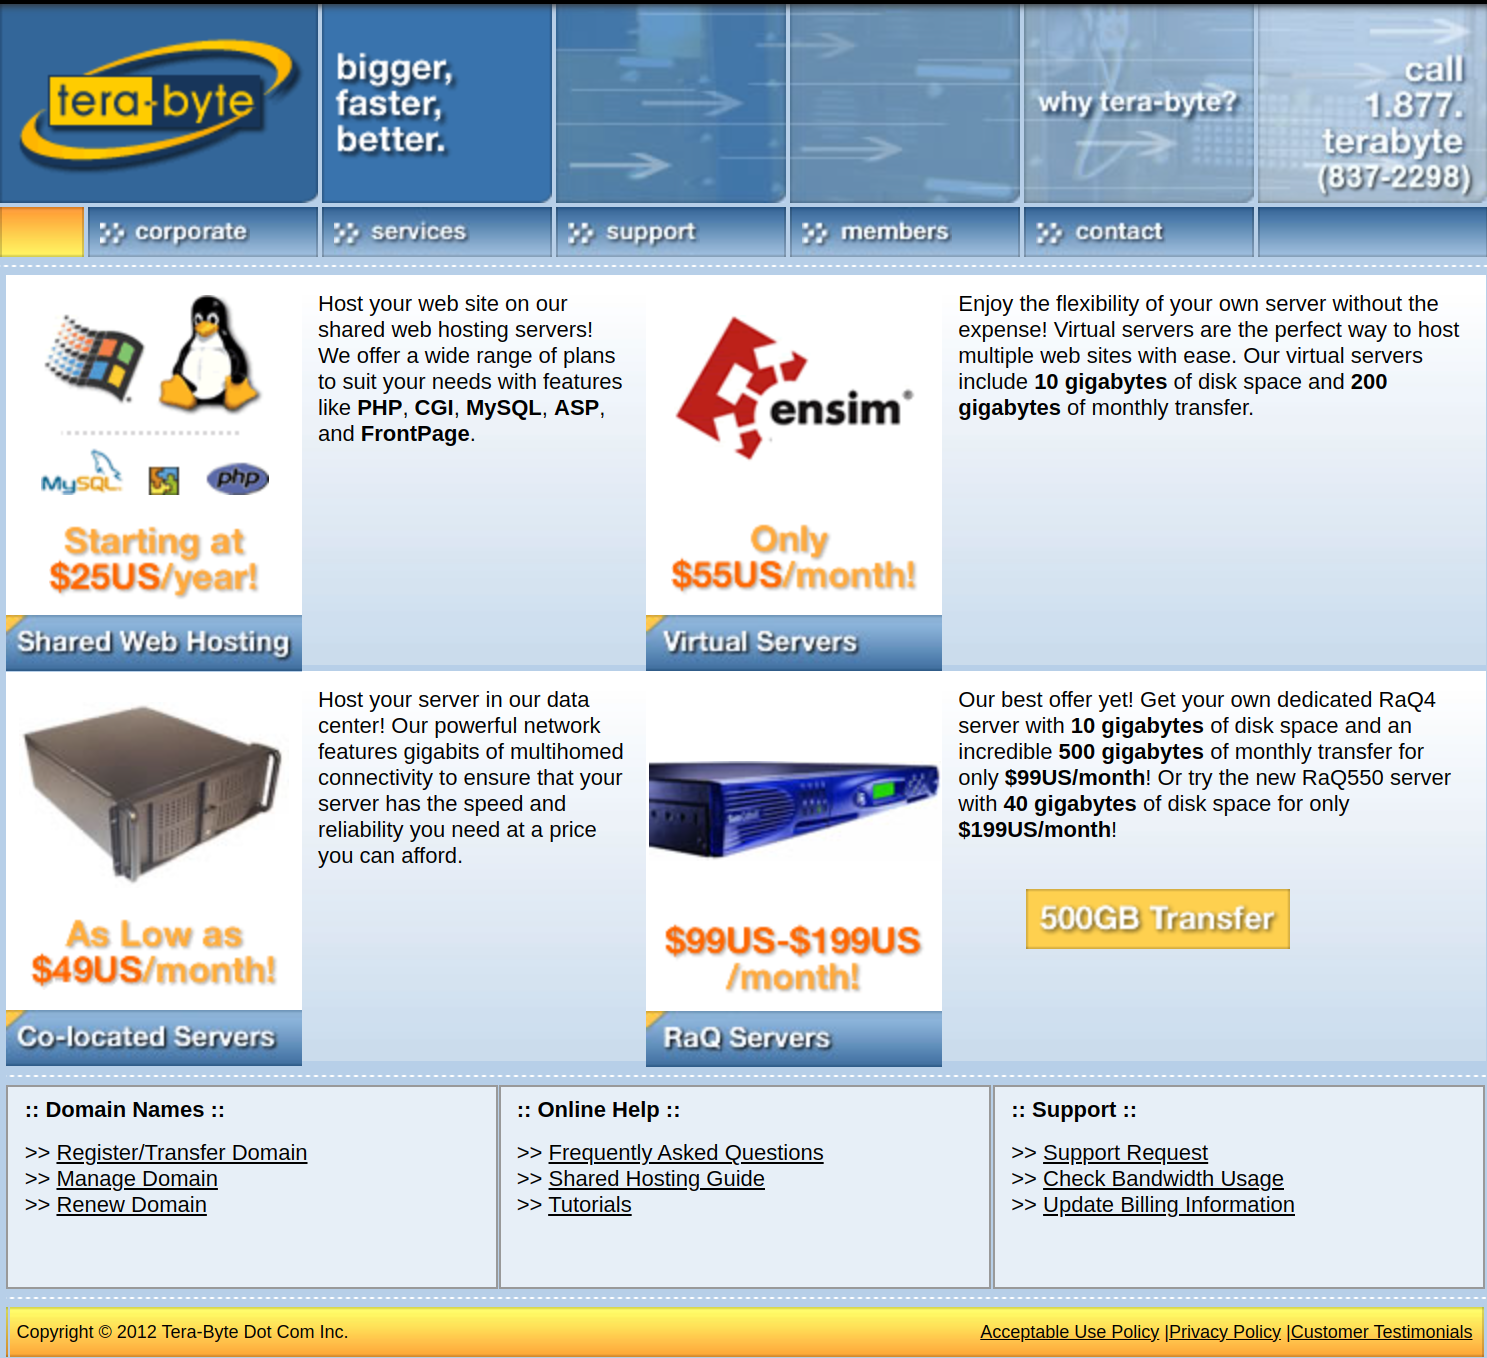 tera-byte
bigger,
faster,
better.
why tera-byte?
call
1.877.
terabyte
(837-2298)
corporate
services
support
members
contact
MySQL
php
Starting at
$25US/year!
Shared Web Hosting
Host your web site on our
shared web hosting servers!
We offer a wide range of plans
to suit your needs with features
like PHP, CGI, MySQL, ASP,
and FrontPage.
ensim®
Only
$55US/month!
Virtual Servers
Enjoy the flexibility of your own server without the
expense! Virtual servers are the perfect way to host
multiple web sites with ease. Our virtual servers
include 10 gigabytes of disk space and 200
gigabytes of monthly transfer.
As Low as
$49US/month!
Co-located Servers
Host your server in our data
center! Our powerful network
features gigabits of multihomed
connectivity to ensure that your
server has the speed and
reliability you need at a price
you can afford.
$99US-$199US
/month!
RaQ Servers
Our best offer yet! Get your own dedicated RaQ4
server with 10 gigabytes of disk space and an
incredible 500 gigabytes of monthly transfer for
only $99US/month! Or try the new RaQ550 server
with 40 gigabytes of disk space for only
$199US/month!
500GB Transfer
:: Domain Names ::
>> Register/Transfer Domain
>> Manage Domain
>> Renew Domain
:: Online Help ::
>> Frequently Asked Questions
>> Shared Hosting Guide
>> Tutorials
:: Support ::
>> Support Request
>> Check Bandwidth Usage
>> Update Billing Information
Copyright © 2012 Tera-Byte Dot Com Inc.
Acceptable Use Policy |Privacy Policy |Customer Testimonials